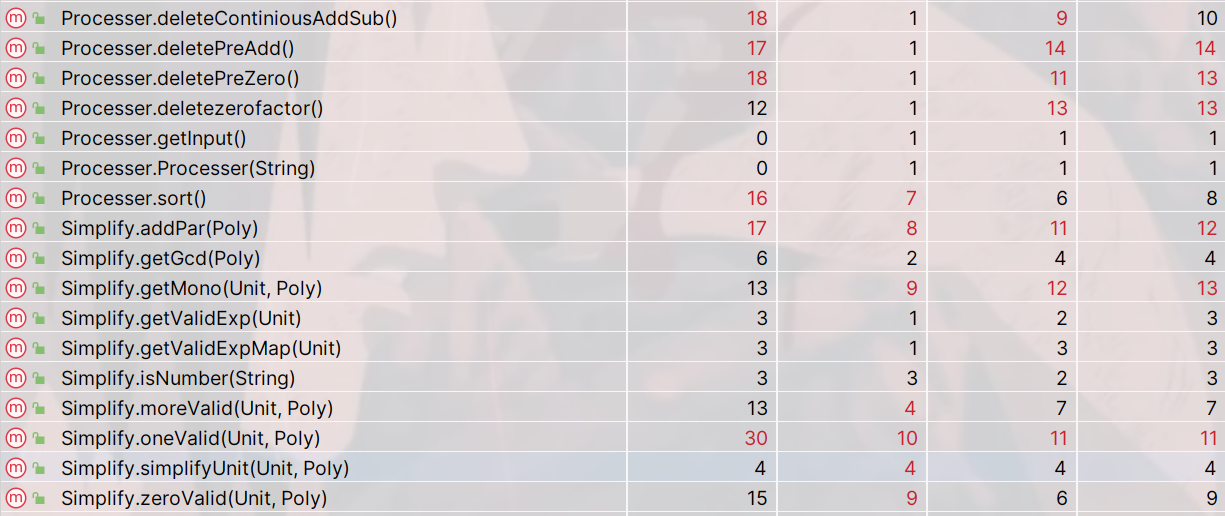 m Processer.deleteContiniousAddSub() 18 1 9 10
m Processer.deletePreAdd() 17 1 14 14
m Processer.deletePreZero() 18 1 11 13
m Processer.deletezerofactor() 12 1 13 13
m Processer.getInput() 0 1 1 1
m Processer.Processer(String) 0 1 1 1
m Processer.sort() 16 7 6 8
m Simplify.addPar(Poly) 17 8 11 12
m Simplify.getGcd(Poly) 6 2 4 4
m Simplify.getMono(Unit, Poly) 13 9 12 13
m Simplify.getValidExp(Unit) 3 1 2 3
m Simplify.getValidExpMap(Unit) 3 1 3 3
m Simplify.isNumber(String) 3 3 2 3
m Simplify.moreValid(Unit, Poly) 13 4 7 7
m Simplify.oneValid(Unit, Poly) 30 10 11 11
m Simplify.simplifyUnit(Unit, Poly) 4 4 4 4
m Simplify.zeroValid(Unit, Poly) 15 9 6 9